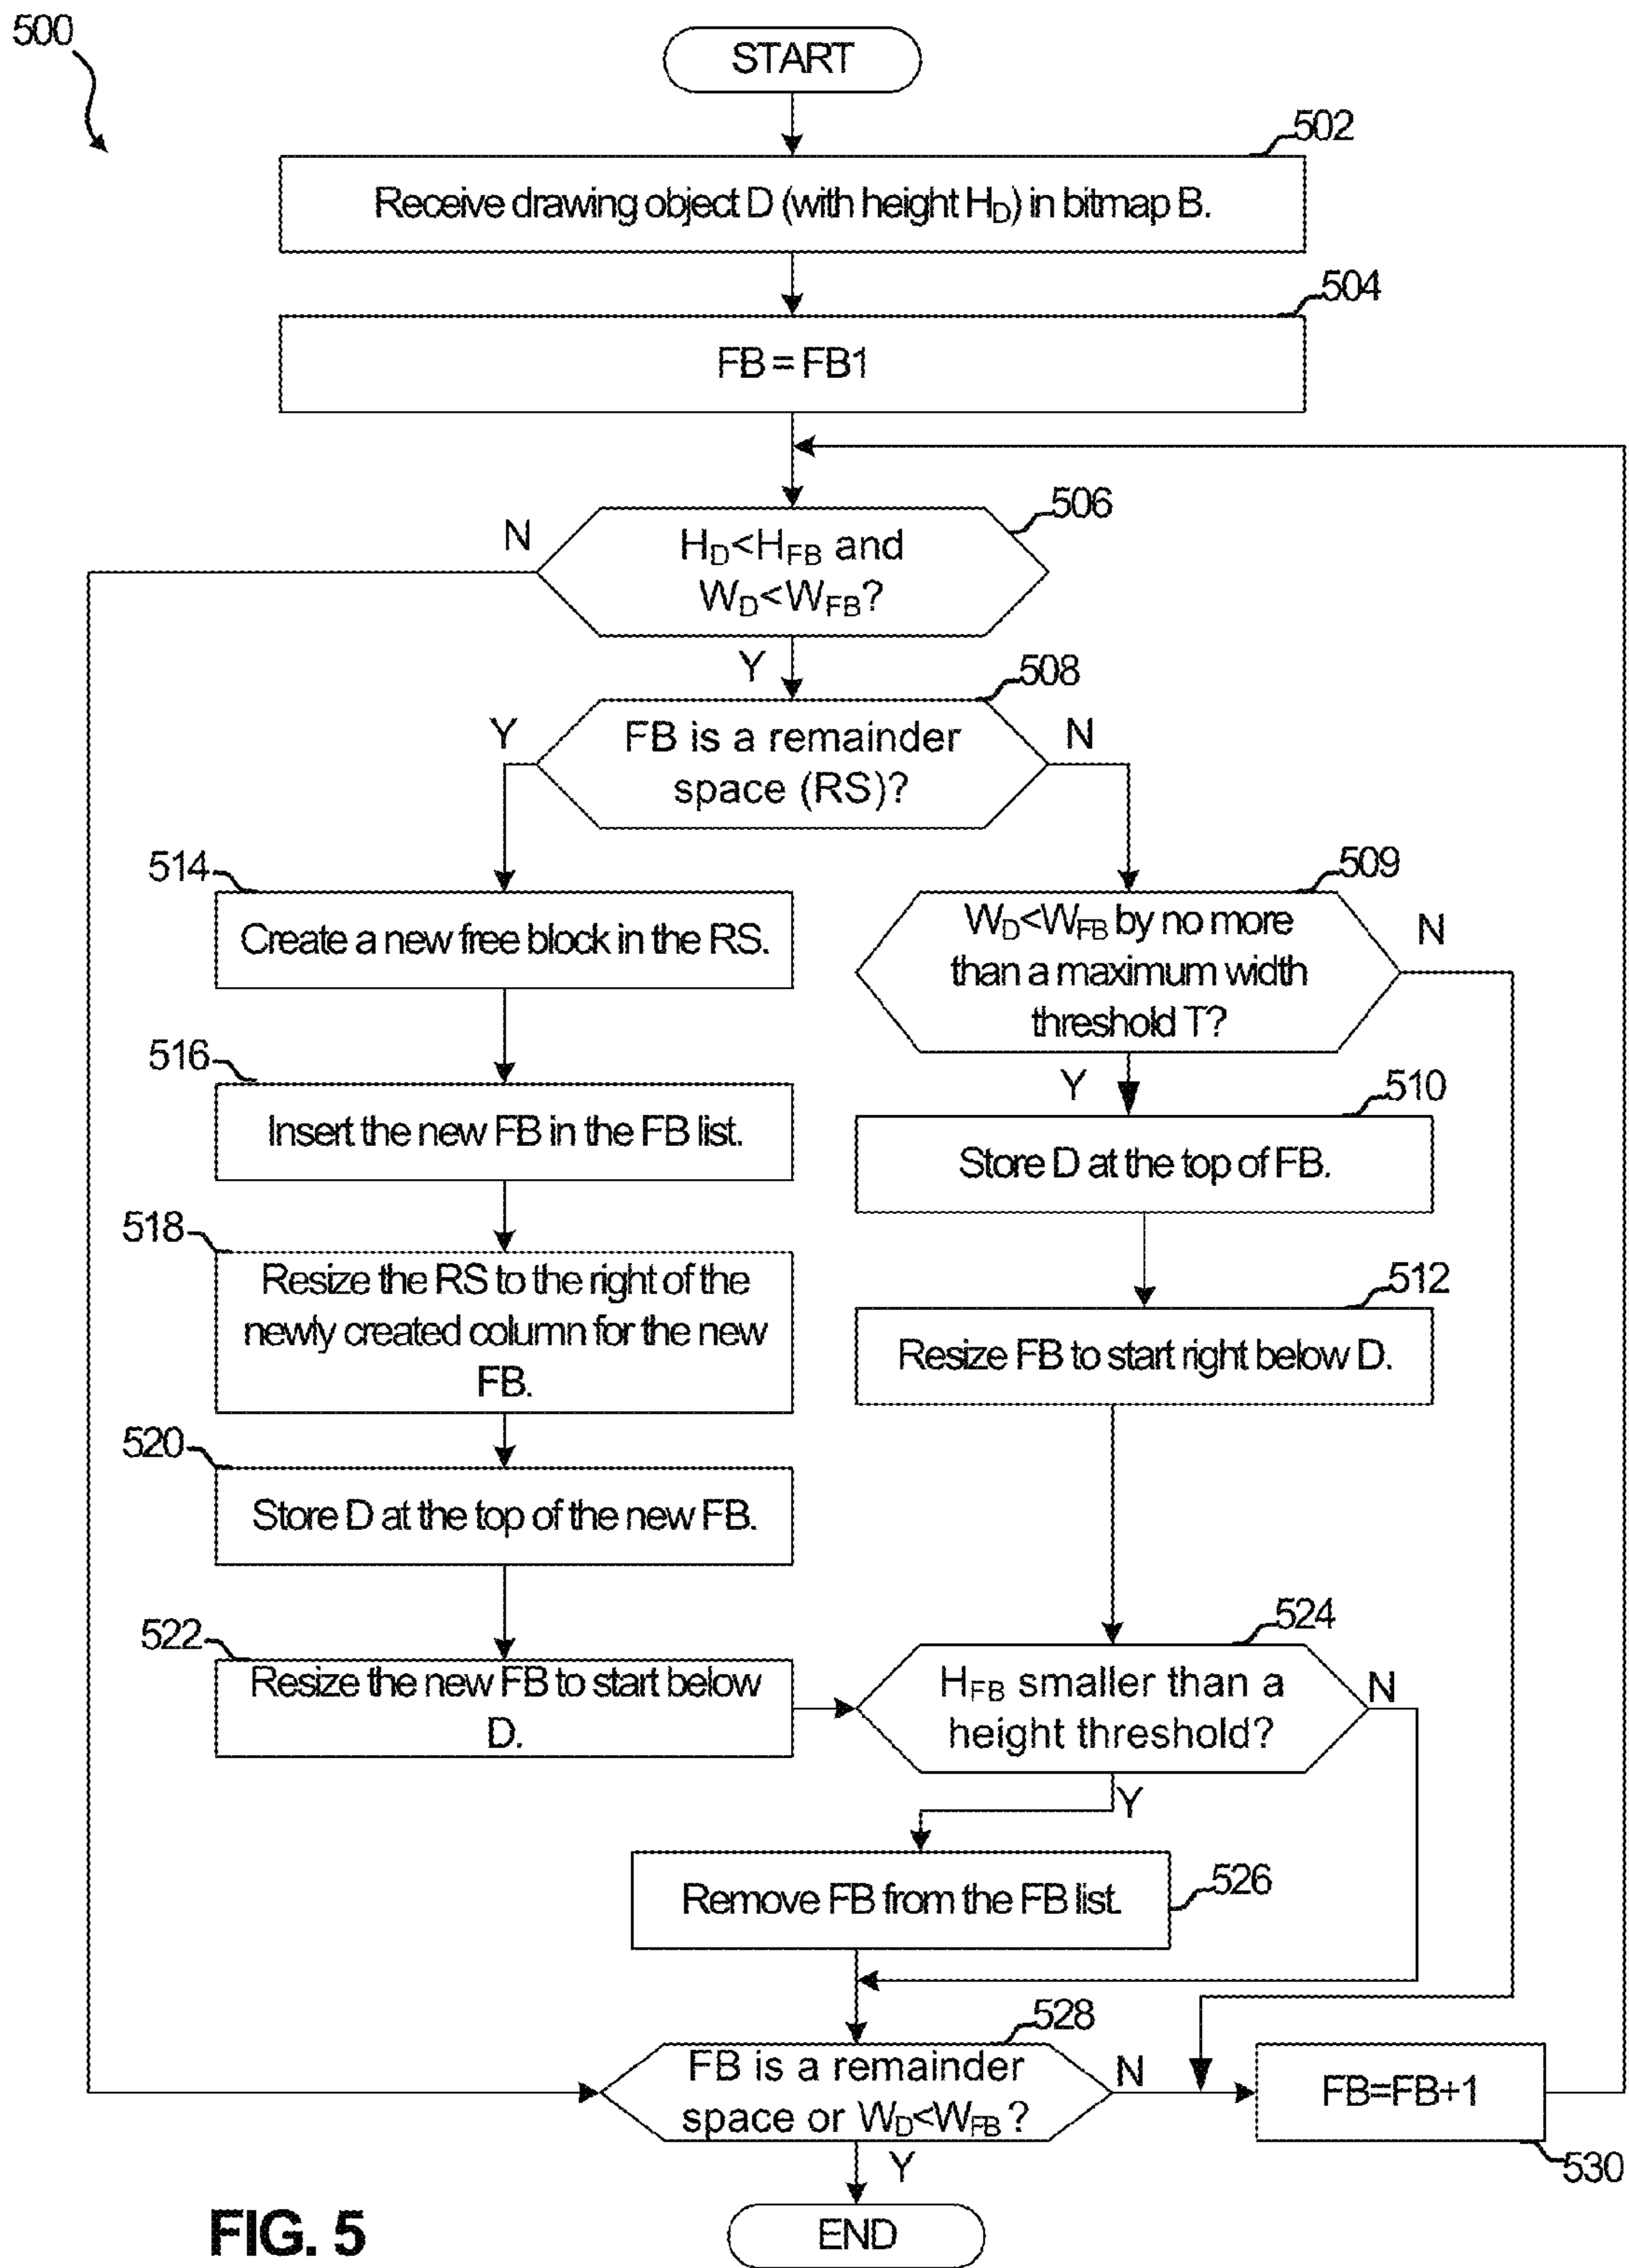 500
START
502
Receive drawing object D (with height HD) in bitmap B.
504
FB = FB1
506
N
HD<HFB and
WD<WFB?
Y
508
Y
FB is a remainder
space (RS)?
N
514
Create a new free block in the RS.
509
WD<WFB by no more
than a maximum width
threshold T?
N
Y
516
Insert the new FB in the FB list.
510
Store D at the top of FB.
518
Resize the RS to the right of the
newly created column for the new
FB.
512
Resize FB to start right below D.
520
Store D at the top of the new FB.
522
Resize the new FB to start below
D.
524
HFB smaller than a
height threshold?
N
Y
526
Remove FB from the FB list.
528
FB is a remainder
space or WD<WFB ?
N
FB=FB+1
530
Y
END
FIG. 5